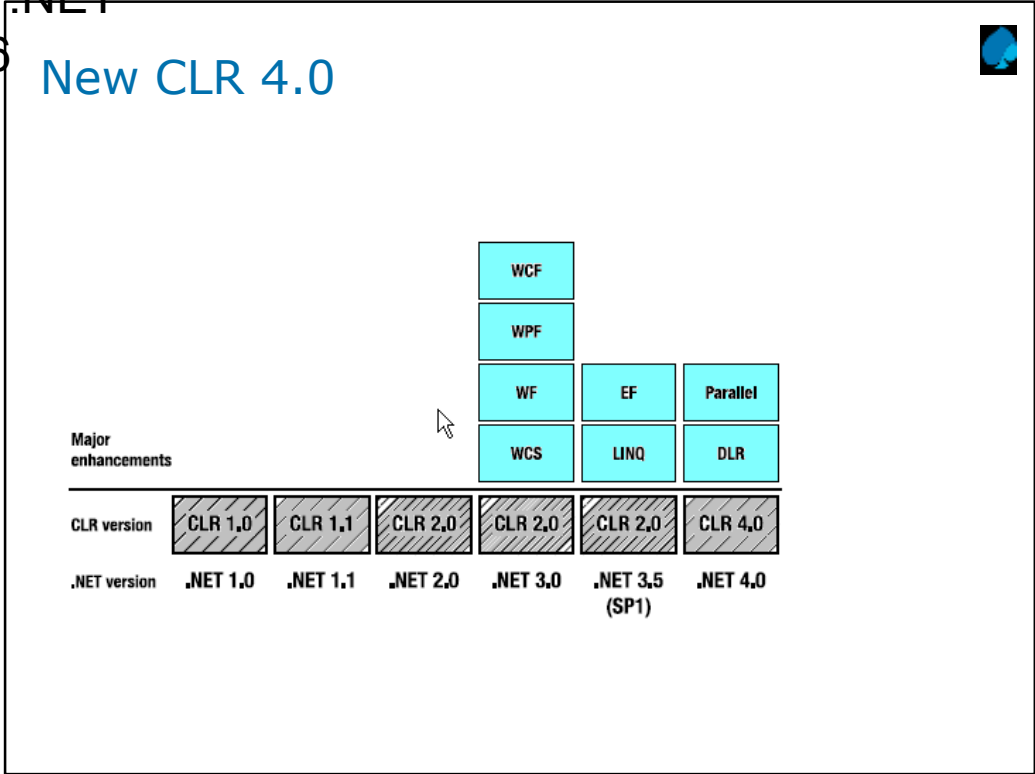 .NET
6
New CLR 4.0
WCF
WPF
WF EF Parallel
Major
enhancements
WCS LINQ DLR
CLR version CLR 1.0 CLR 1.1 CLR 2.0 CLR 2.0 CLR 2.0 CLR 4.0
.NET version .NET 1.0 .NET 1.1 .NET 2.0 .NET 3.0 .NET 3.5 .NET 4.0
(SP1)